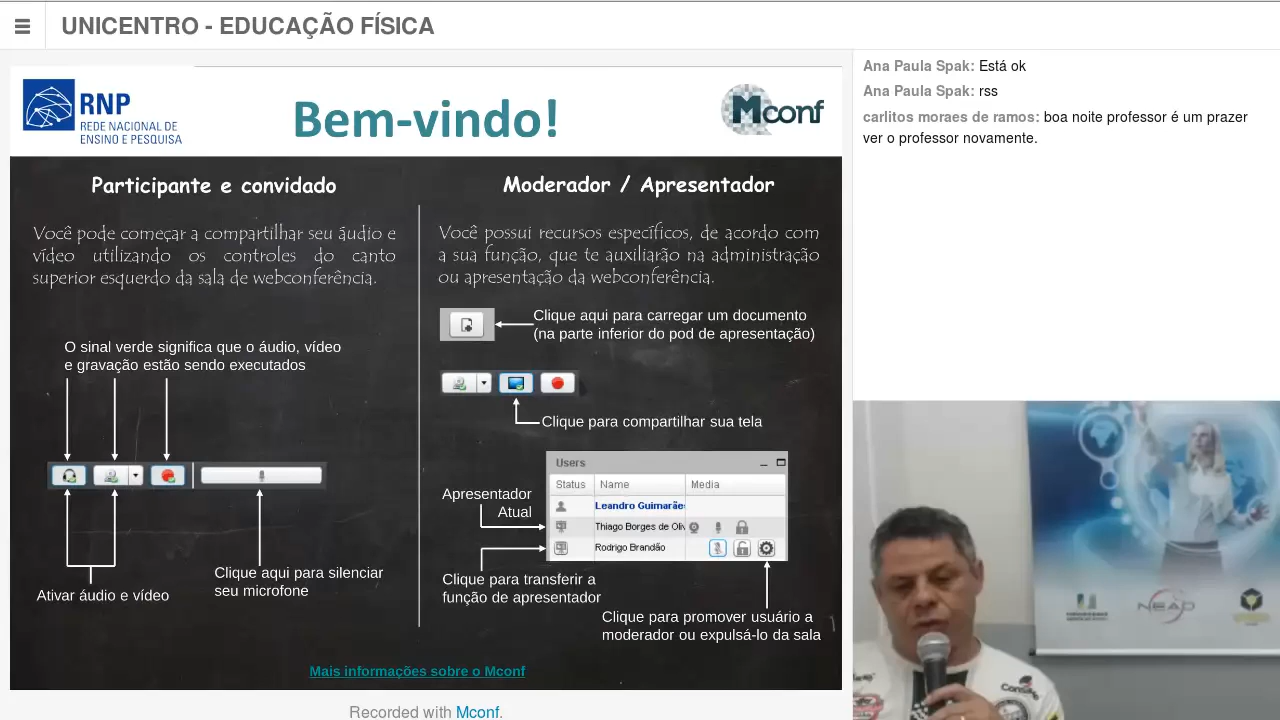 UNICENTRO - EDUCAÇÃO FÍSICA
RNP
REDE NACIONAL DE
ENSINO E PESQUISA
Bem-vindo!
Mconf
Participante e convidado
Você pode começar a compartilhar seu áudio e
vídeo utilizando os controles do canto
superior esquerdo da sala de webconferência.
O sinal verde significa que o áudio, vídeo
e gravação estão sendo executados
Ativar áudio e vídeo
Clique aqui para silenciar
seu microfone
Moderador / Apresentador
Você possui recursos específicos, de acordo com
a sua função, que te auxiliarão na administração
ou apresentação da webconferência.
Clique aqui para carregar um documento
(na parte inferior do pod de apresentação)
Clique para compartilhar sua tela
Users
Status Name Media
Leandro Guimarães
Thiago Borges de Oliv
Rodrigo Brandão
Apresentador
Atual
Clique para transferir a
função de apresentador
Clique para promover usuário a
moderador ou expulsá-lo da sala
Mais informações sobre o Mconf
Recorded with Mconf.
Ana Paula Spak: Está ok
Ana Paula Spak: rss
carlitos moraes de ramos: boa noite professor é um prazer
ver o professor novamente.
NEAD